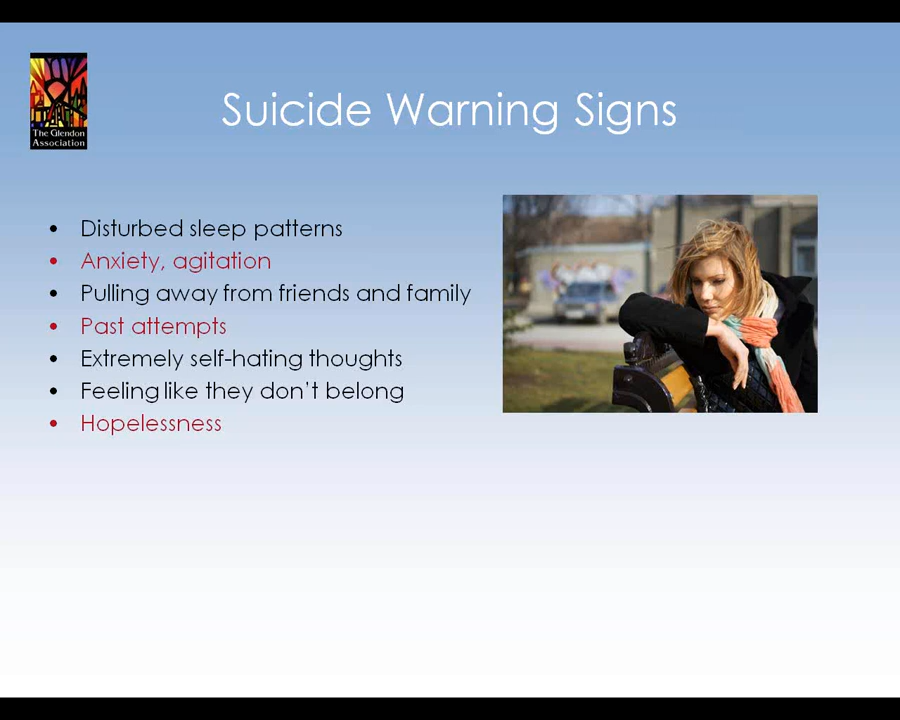 The Glendon
Association
Suicide Warning Signs
• Disturbed sleep patterns
• Anxiety, agitation
• Pulling away from friends and family
• Past attempts
• Extremely self-hating thoughts
• Feeling like they don't belong
• Hopelessness